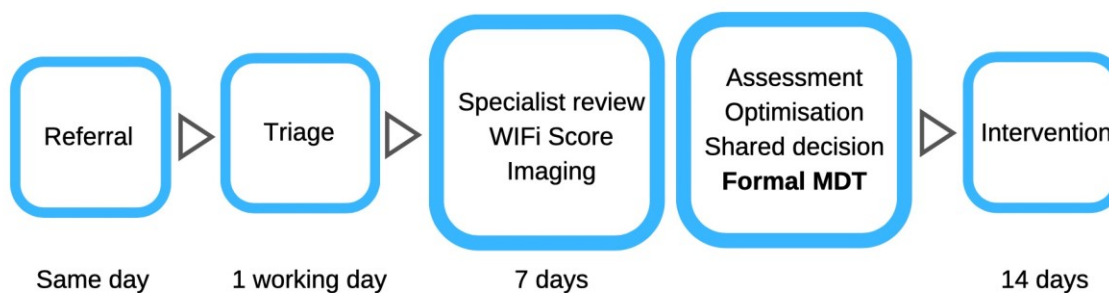 Referral
Triage
Specialist review
WIFi Score
Imaging
Assessment
Optimisation
Shared decision
Formal MDT
Intervention
Same day
1 working day
7 days
14 days